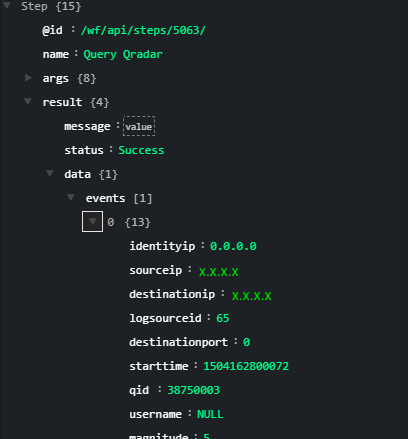 Step {15}
@id : /wf/api/steps/5063/
name : Query Qradar
args {8}
result {4}
message : value
status : Success
data {1}
events [1]
0 {13}
identityip : 0.0.0.0
sourceip : X.X.X.X
destinationip : X.X.X.X
logsourceid : 65
destinationport : 0
starttime : 1504162800072
qid : 38750003
username : NULL
magnitude : 5